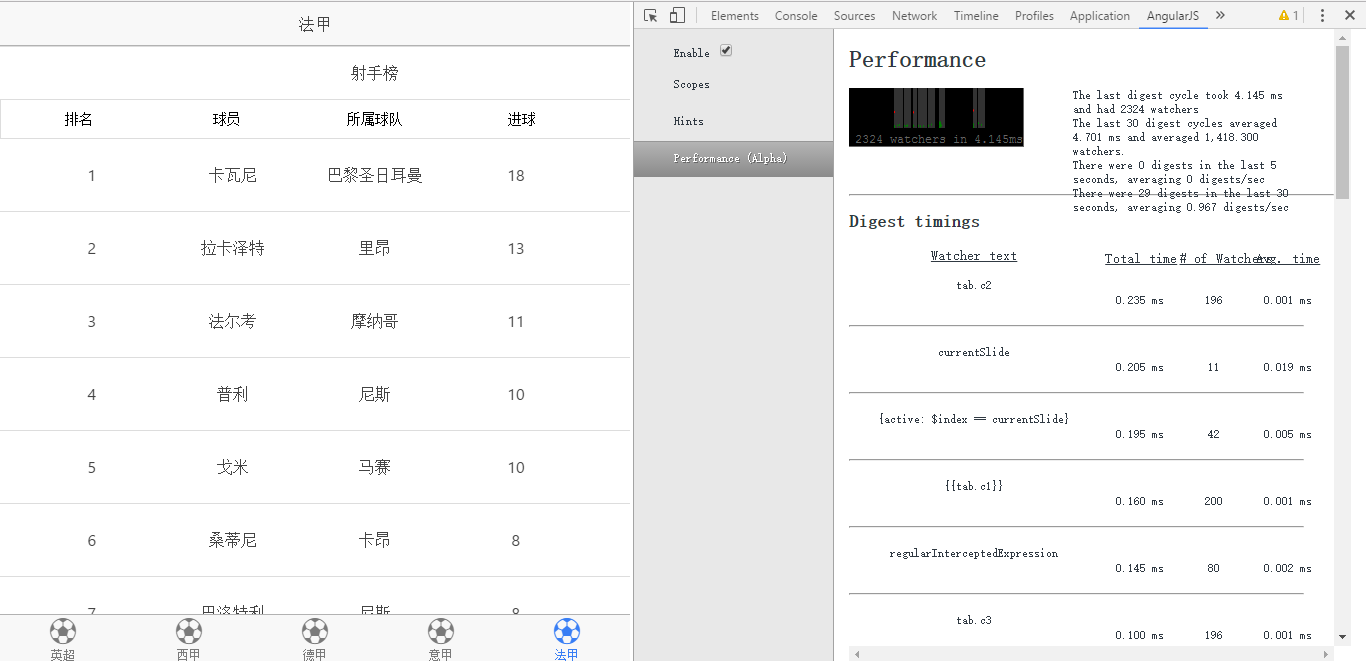 法甲
射手榜
排名 球员 所属球队 进球
1 卡瓦尼 巴黎圣日耳曼 18
2 拉卡泽特 里昂 13
3 法尔考 摩纳哥 11
4 普利 尼斯 10
5 戈米 马赛 10
6 桑蒂尼 卡昂 8
7 巴洛特利 尼斯 8
英超 西甲 德甲 意甲 法甲
Elements Console Sources Network Timeline Profiles Application AngularJS » 1
Enable
Scopes
Hints
Performance (Alpha)
Performance
2324 watchers in 4.145ms
The last digest cycle took 4.145 ms
and had 2324 watchers
The last 30 digest cycles averaged
4.701 ms and averaged 1,418.300
watchers.
There were 0 digests in the last 5
seconds, averaging 0 digests/sec
There were 29 digests in the last 30
seconds, averaging 0.967 digests/sec
Digest timings
Watcher text Total time # of Watchers Avg. time
tab.c2 0.235 ms 196 0.001 ms
currentSlide 0.205 ms 11 0.019 ms
{active: $index == currentSlide} 0.195 ms 42 0.005 ms
{{tab.c1}} 0.160 ms 200 0.001 ms
regularInterceptedExpression 0.145 ms 80 0.002 ms
tab.c3 0.100 ms 196 0.001 ms